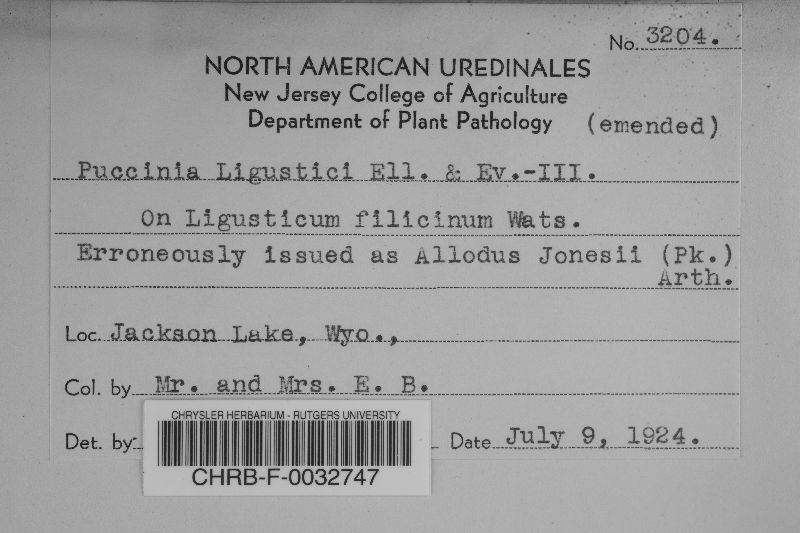 No. 3204.
NORTH AMERICAN UREDINALES
New Jersey College of Agriculture
Department of Plant Pathology (emended)
Puccinia Ligustici Ell. & Ev.-III.
On Ligusticum filicinum Wats.
Erroneously issued as Allodus Jonesii (Pk.)
Arth.
Loc. Jackson Lake, Wyo.,
Col. by Mr. and Mrs. E. B.
CHRYSLER HERBARIUM - RUTGERS UNIVERSITY
Det. by Date July 9, 1924.
CHRB-F-0032747